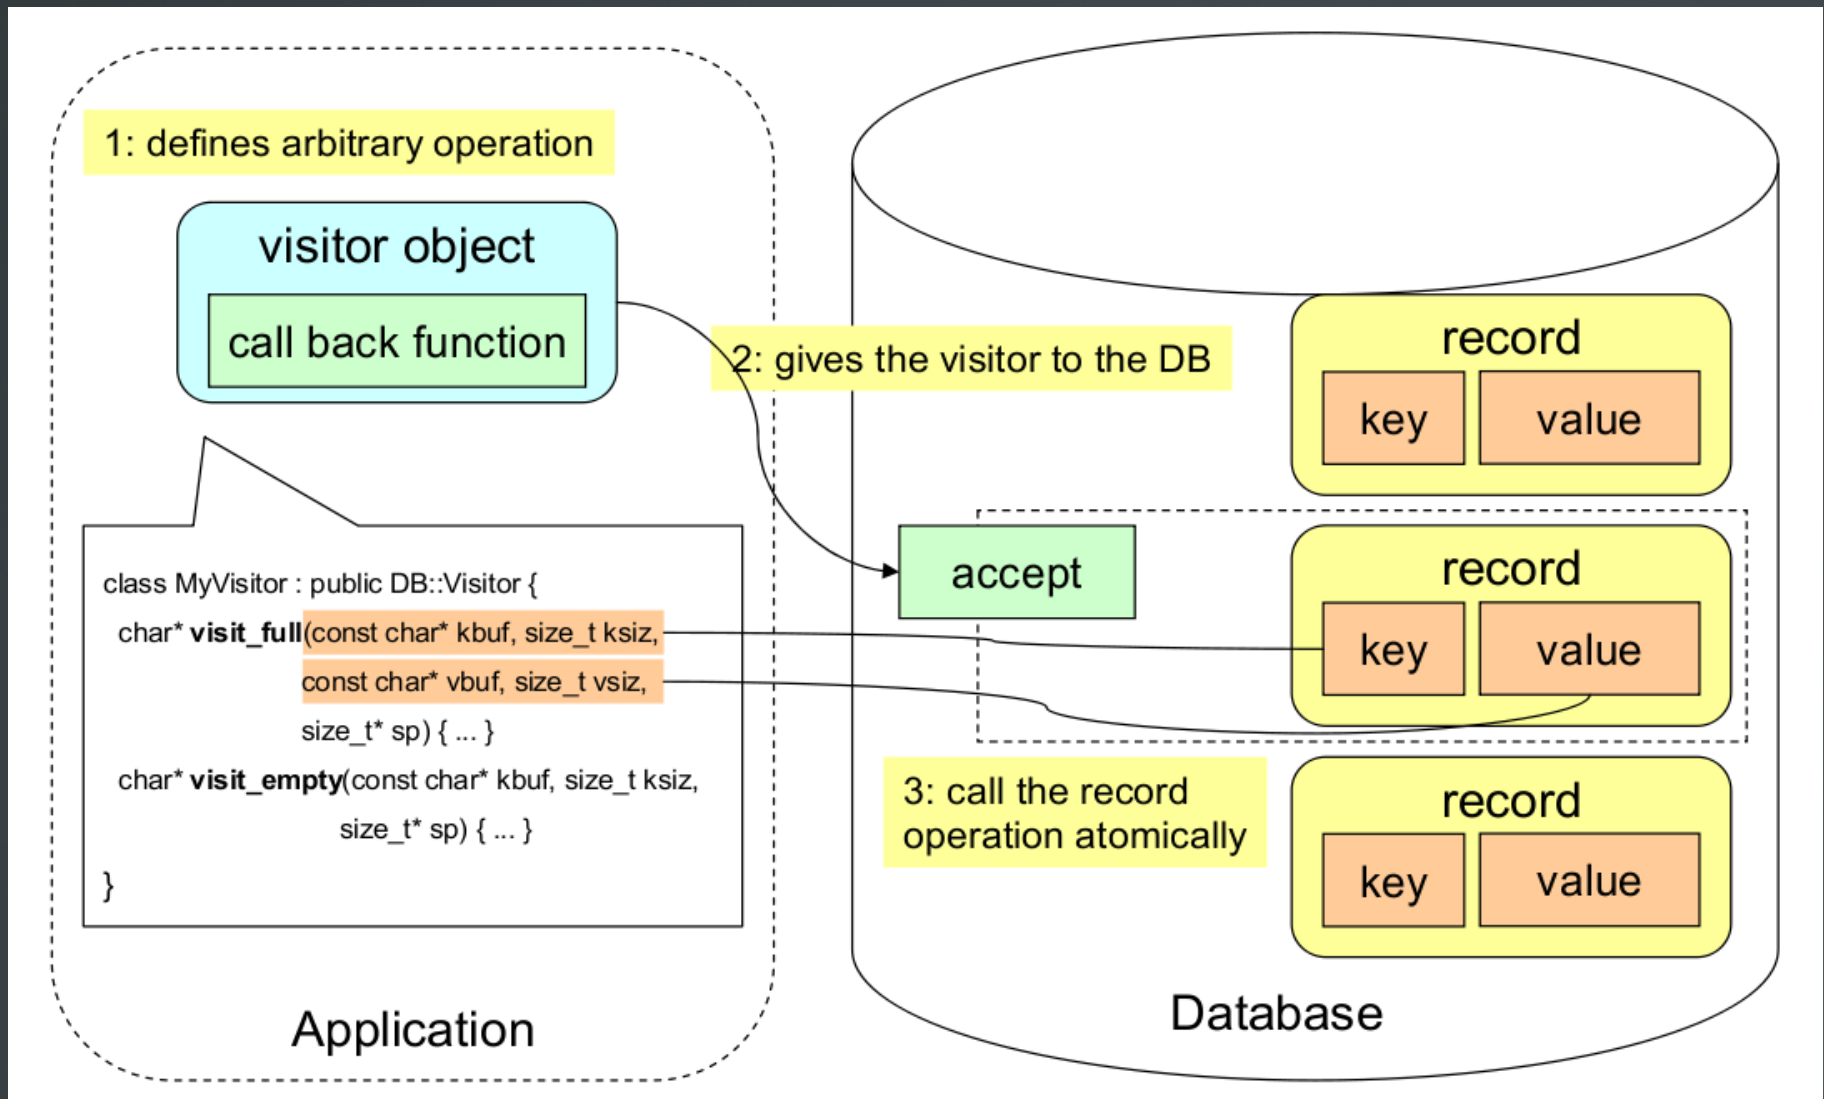 1: defines arbitrary operation
visitor object
call back function
2: gives the visitor to the DB
class MyVisitor : public DB::Visitor {
char* visit_full(const char* kbuf, size_t ksiz,
const char* vbuf, size_t vsiz,
size_t* sp) { ... }
char* visit_empty(const char* kbuf, size_t ksiz,
size_t* sp) { ... }
}
Application
record
key value
accept
record
key value
3: call the record
operation atomically
record
key value
Database